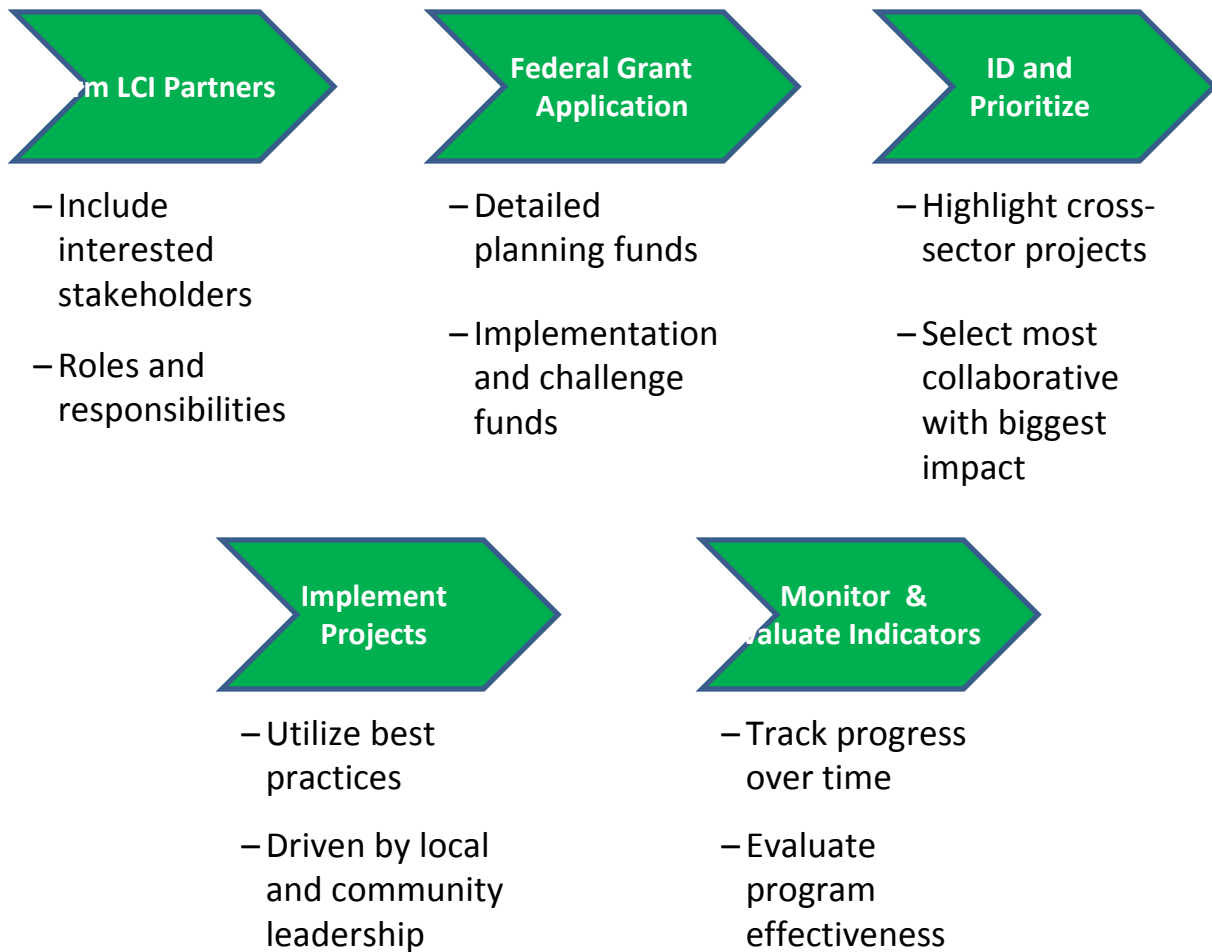 rm LCI Partners
– Include
interested
stakeholders
– Roles and
responsibilities
Federal Grant
Application
– Detailed
planning funds
– Implementation
and challenge
funds
ID and
Prioritize
– Highlight cross-
sector projects
– Select most
collaborative
with biggest
impact
Implement
Projects
– Utilize best
practices
– Driven by local
and community
leadership
Monitor &
valuate Indicators
– Track progress
over time
– Evaluate
program
effectiveness